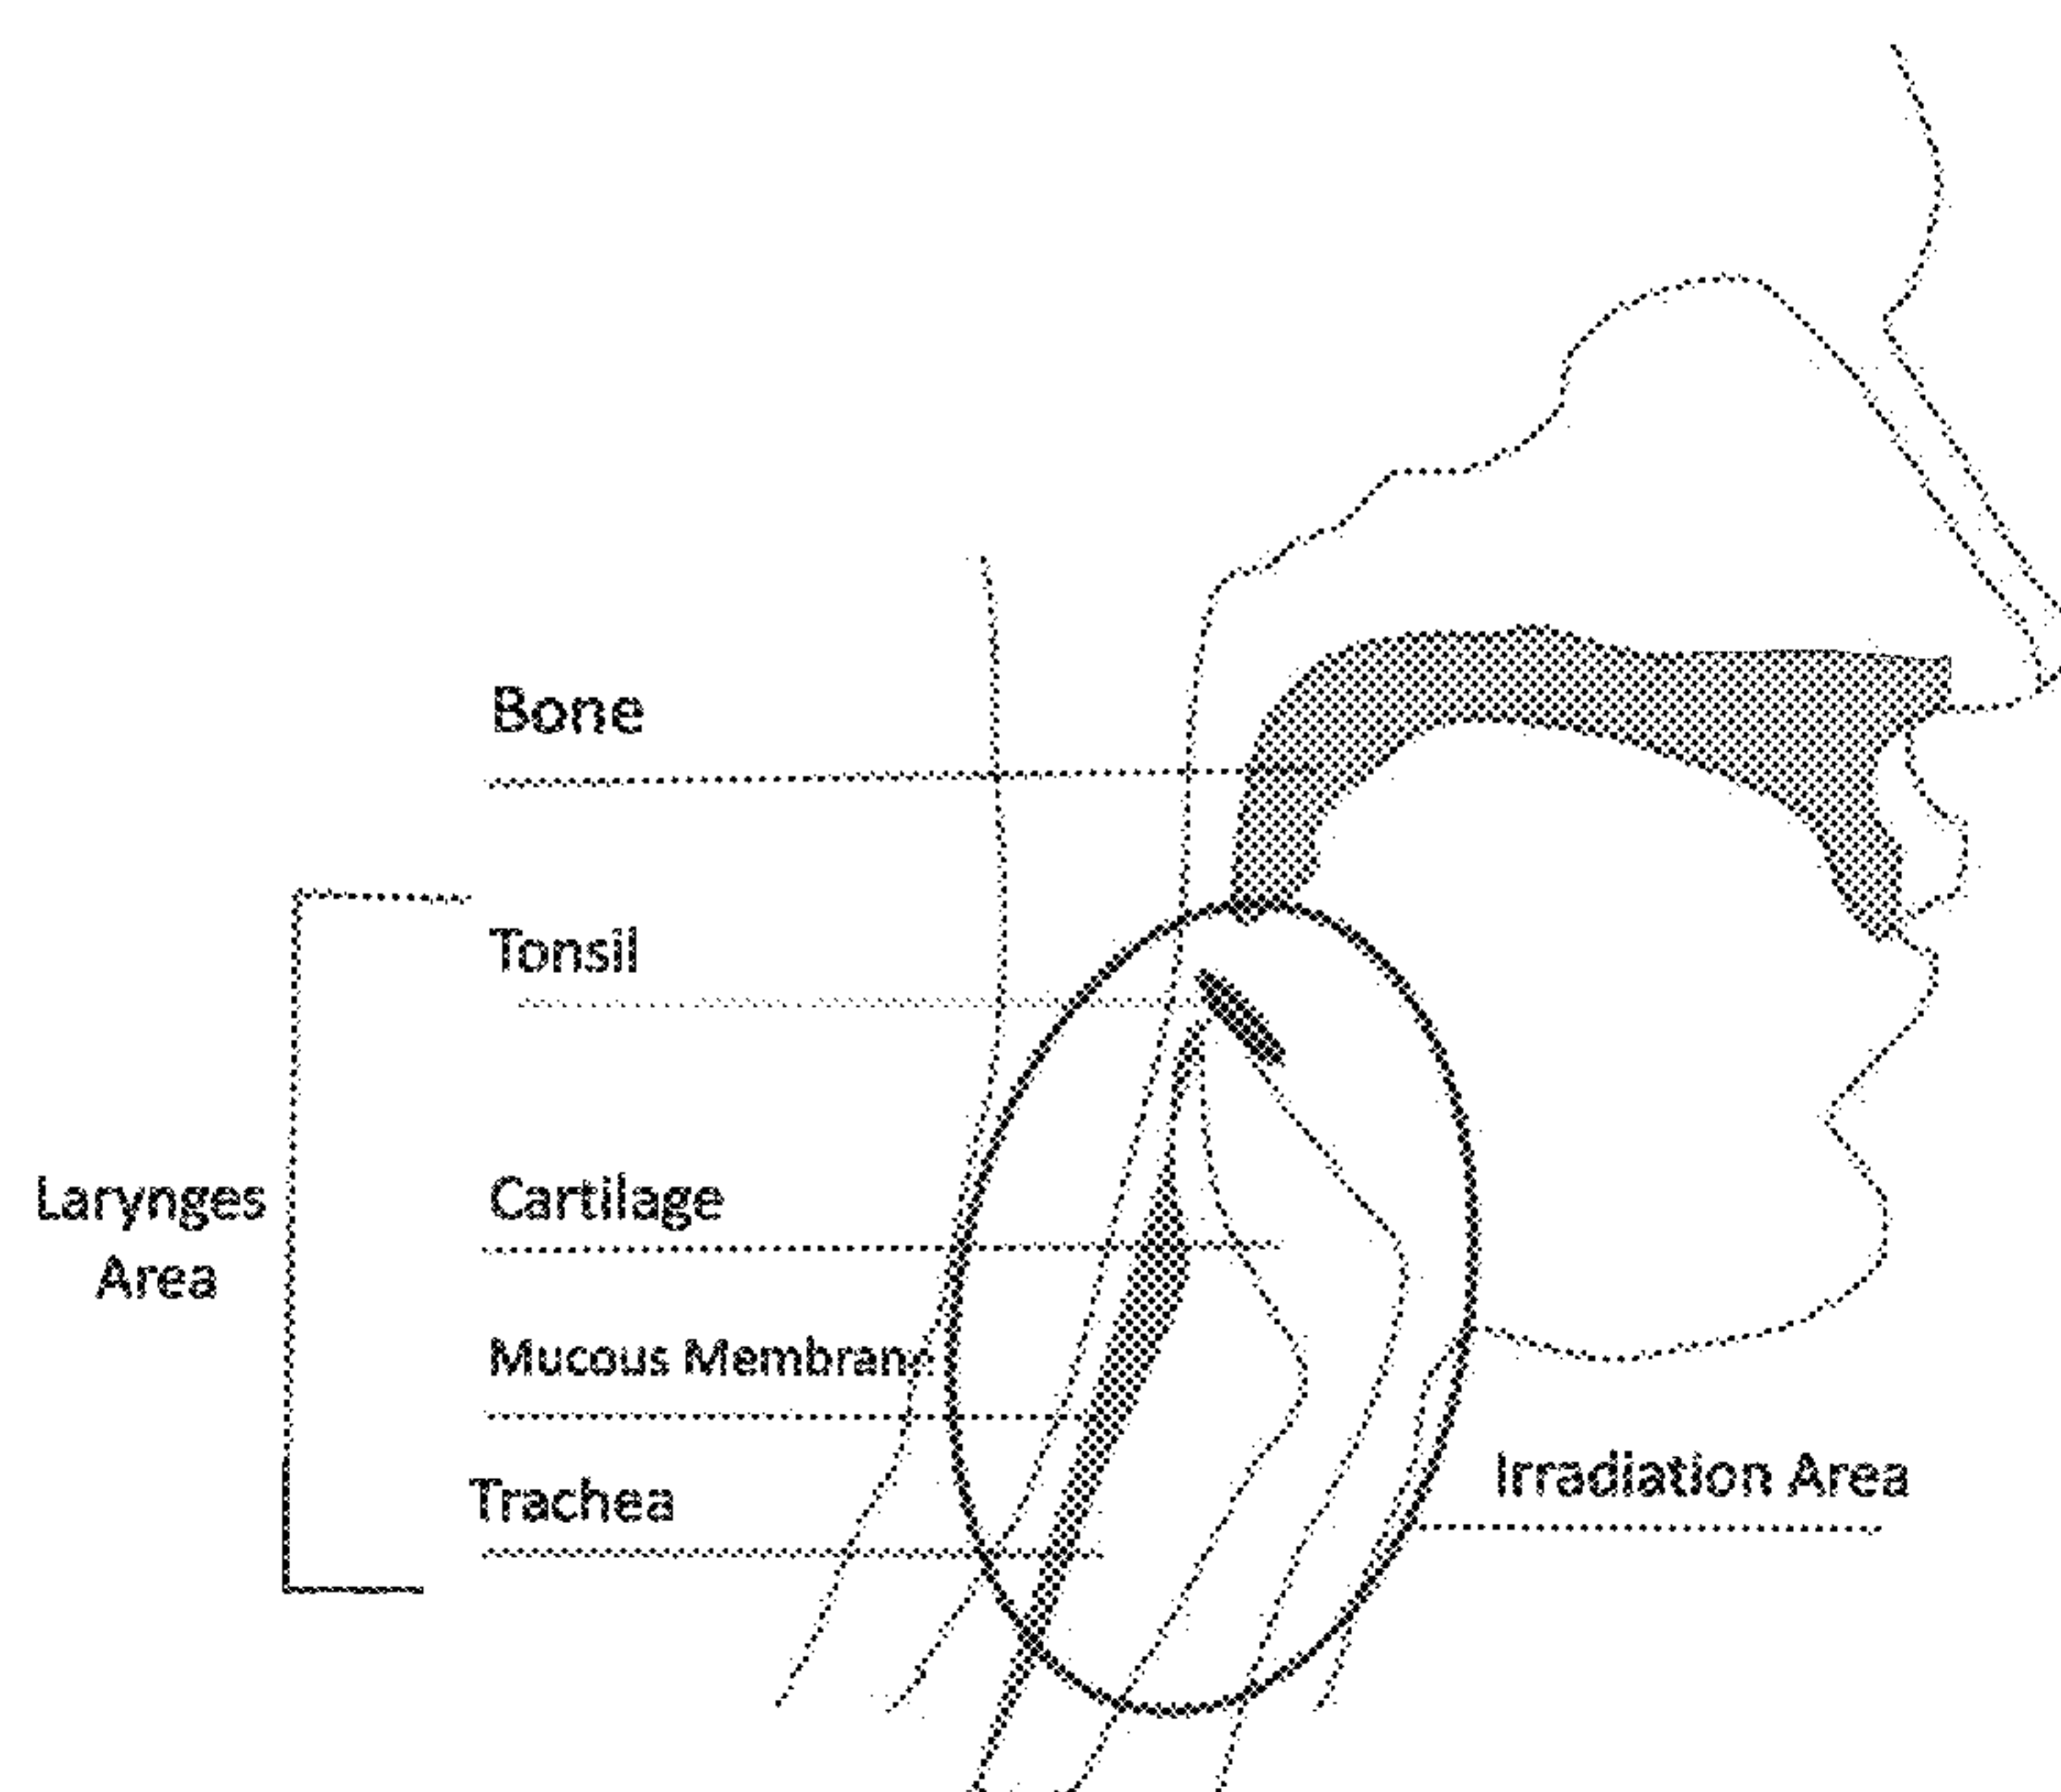 Bone
Tonsil
Larynges
Area
Cartilage
Mucous Membrane
Trachea
Irradiation Area